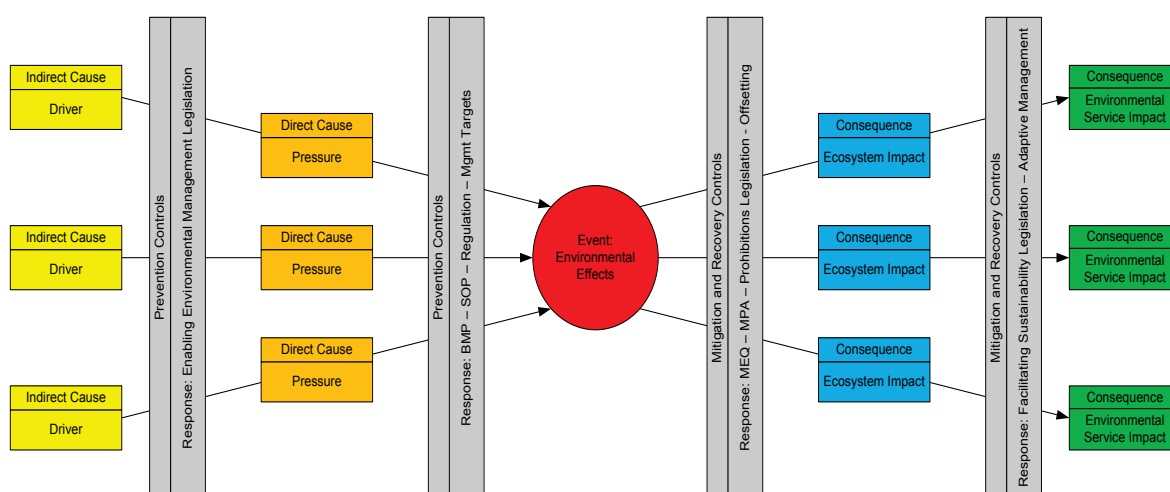 Indirect Cause
Driver
Indirect Cause
Driver
Indirect Cause
Driver
Prevention Controls
Response: Enabling Environmental Management Legislation
Direct Cause
Pressure
Direct Cause
Pressure
Direct Cause
Pressure
Prevention Controls
Response: BMP – SOP – Regulation – Mgmt Targets
Event:
Environmental
Effects
Mitigation and Recovery Controls
Response: MEQ – MPA – Prohibitions Legislation - Offsetting
Consequence
Ecosystem Impact
Consequence
Ecosystem Impact
Consequence
Ecosystem Impact
Mitigation and Recovery Controls
Response: Facilitating Sustainability Legislation – Adaptive Management
Consequence
Environmental
Service Impact
Consequence
Environmental
Service Impact
Consequence
Environmental
Service Impact